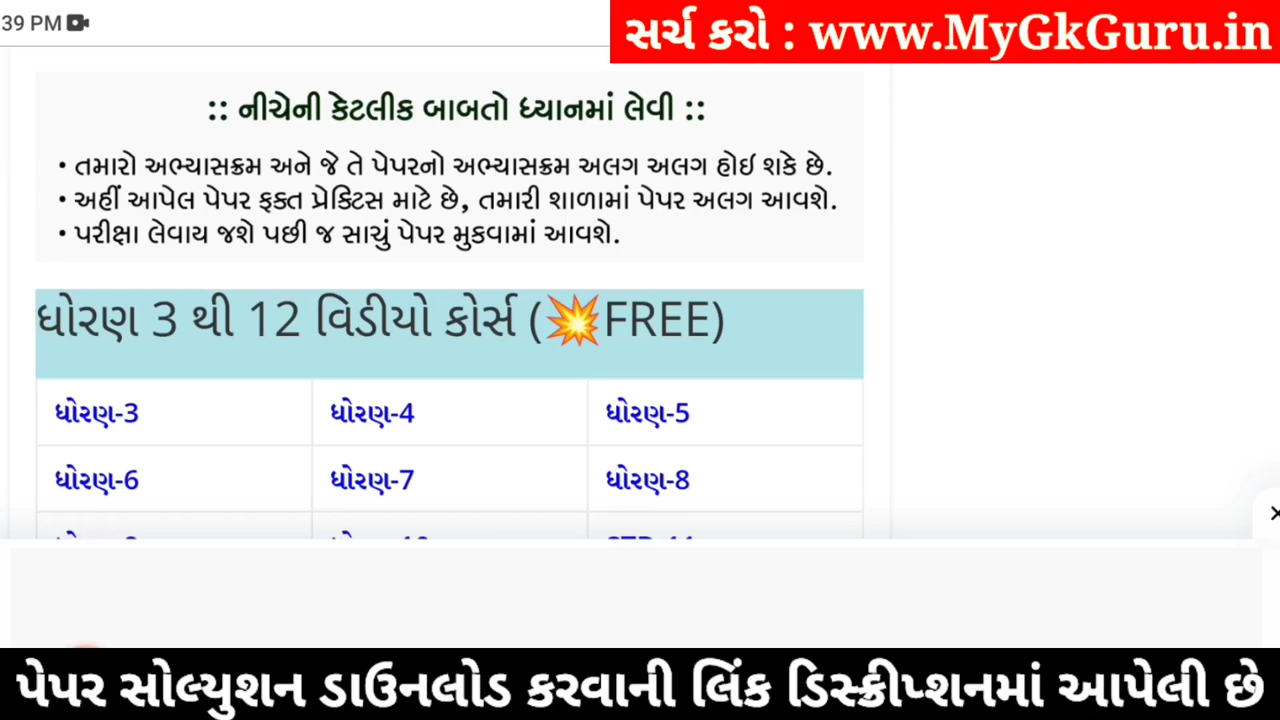 39 PM
સર્ચ કરો : www.MyGkGuru.in
:: નીચેની કેટલીક બાબતો ધ્યાનમાં લેવી ::
• તમારો અભ્યાસક્રમ અને જે તે પેપરનો અભ્યાસક્રમ અલગ અલગ હોઈ શકે છે.
• અહીં આપેલ પેપર ફક્ત પ્રેક્ટિસ માટે છે, તમારી શાળામાં પેપર અલગ આવશે.
• પરીક્ષા લેવાય જશે પછી જ સાચું પેપર મુકવામાં આવશે.
ધોરણ 3 થી 12 વિડીયો કોર્સ (💥FREE)
ધોરણ-3 ધોરણ-4 ધોરણ-5
ધોરણ-6 ધોરણ-7 ધોરણ-8
પેપર સોલ્યુશન ડાઉનલોડ કરવાની લિંક ડિસ્ક્રીપ્શનમાં આપેલી છે